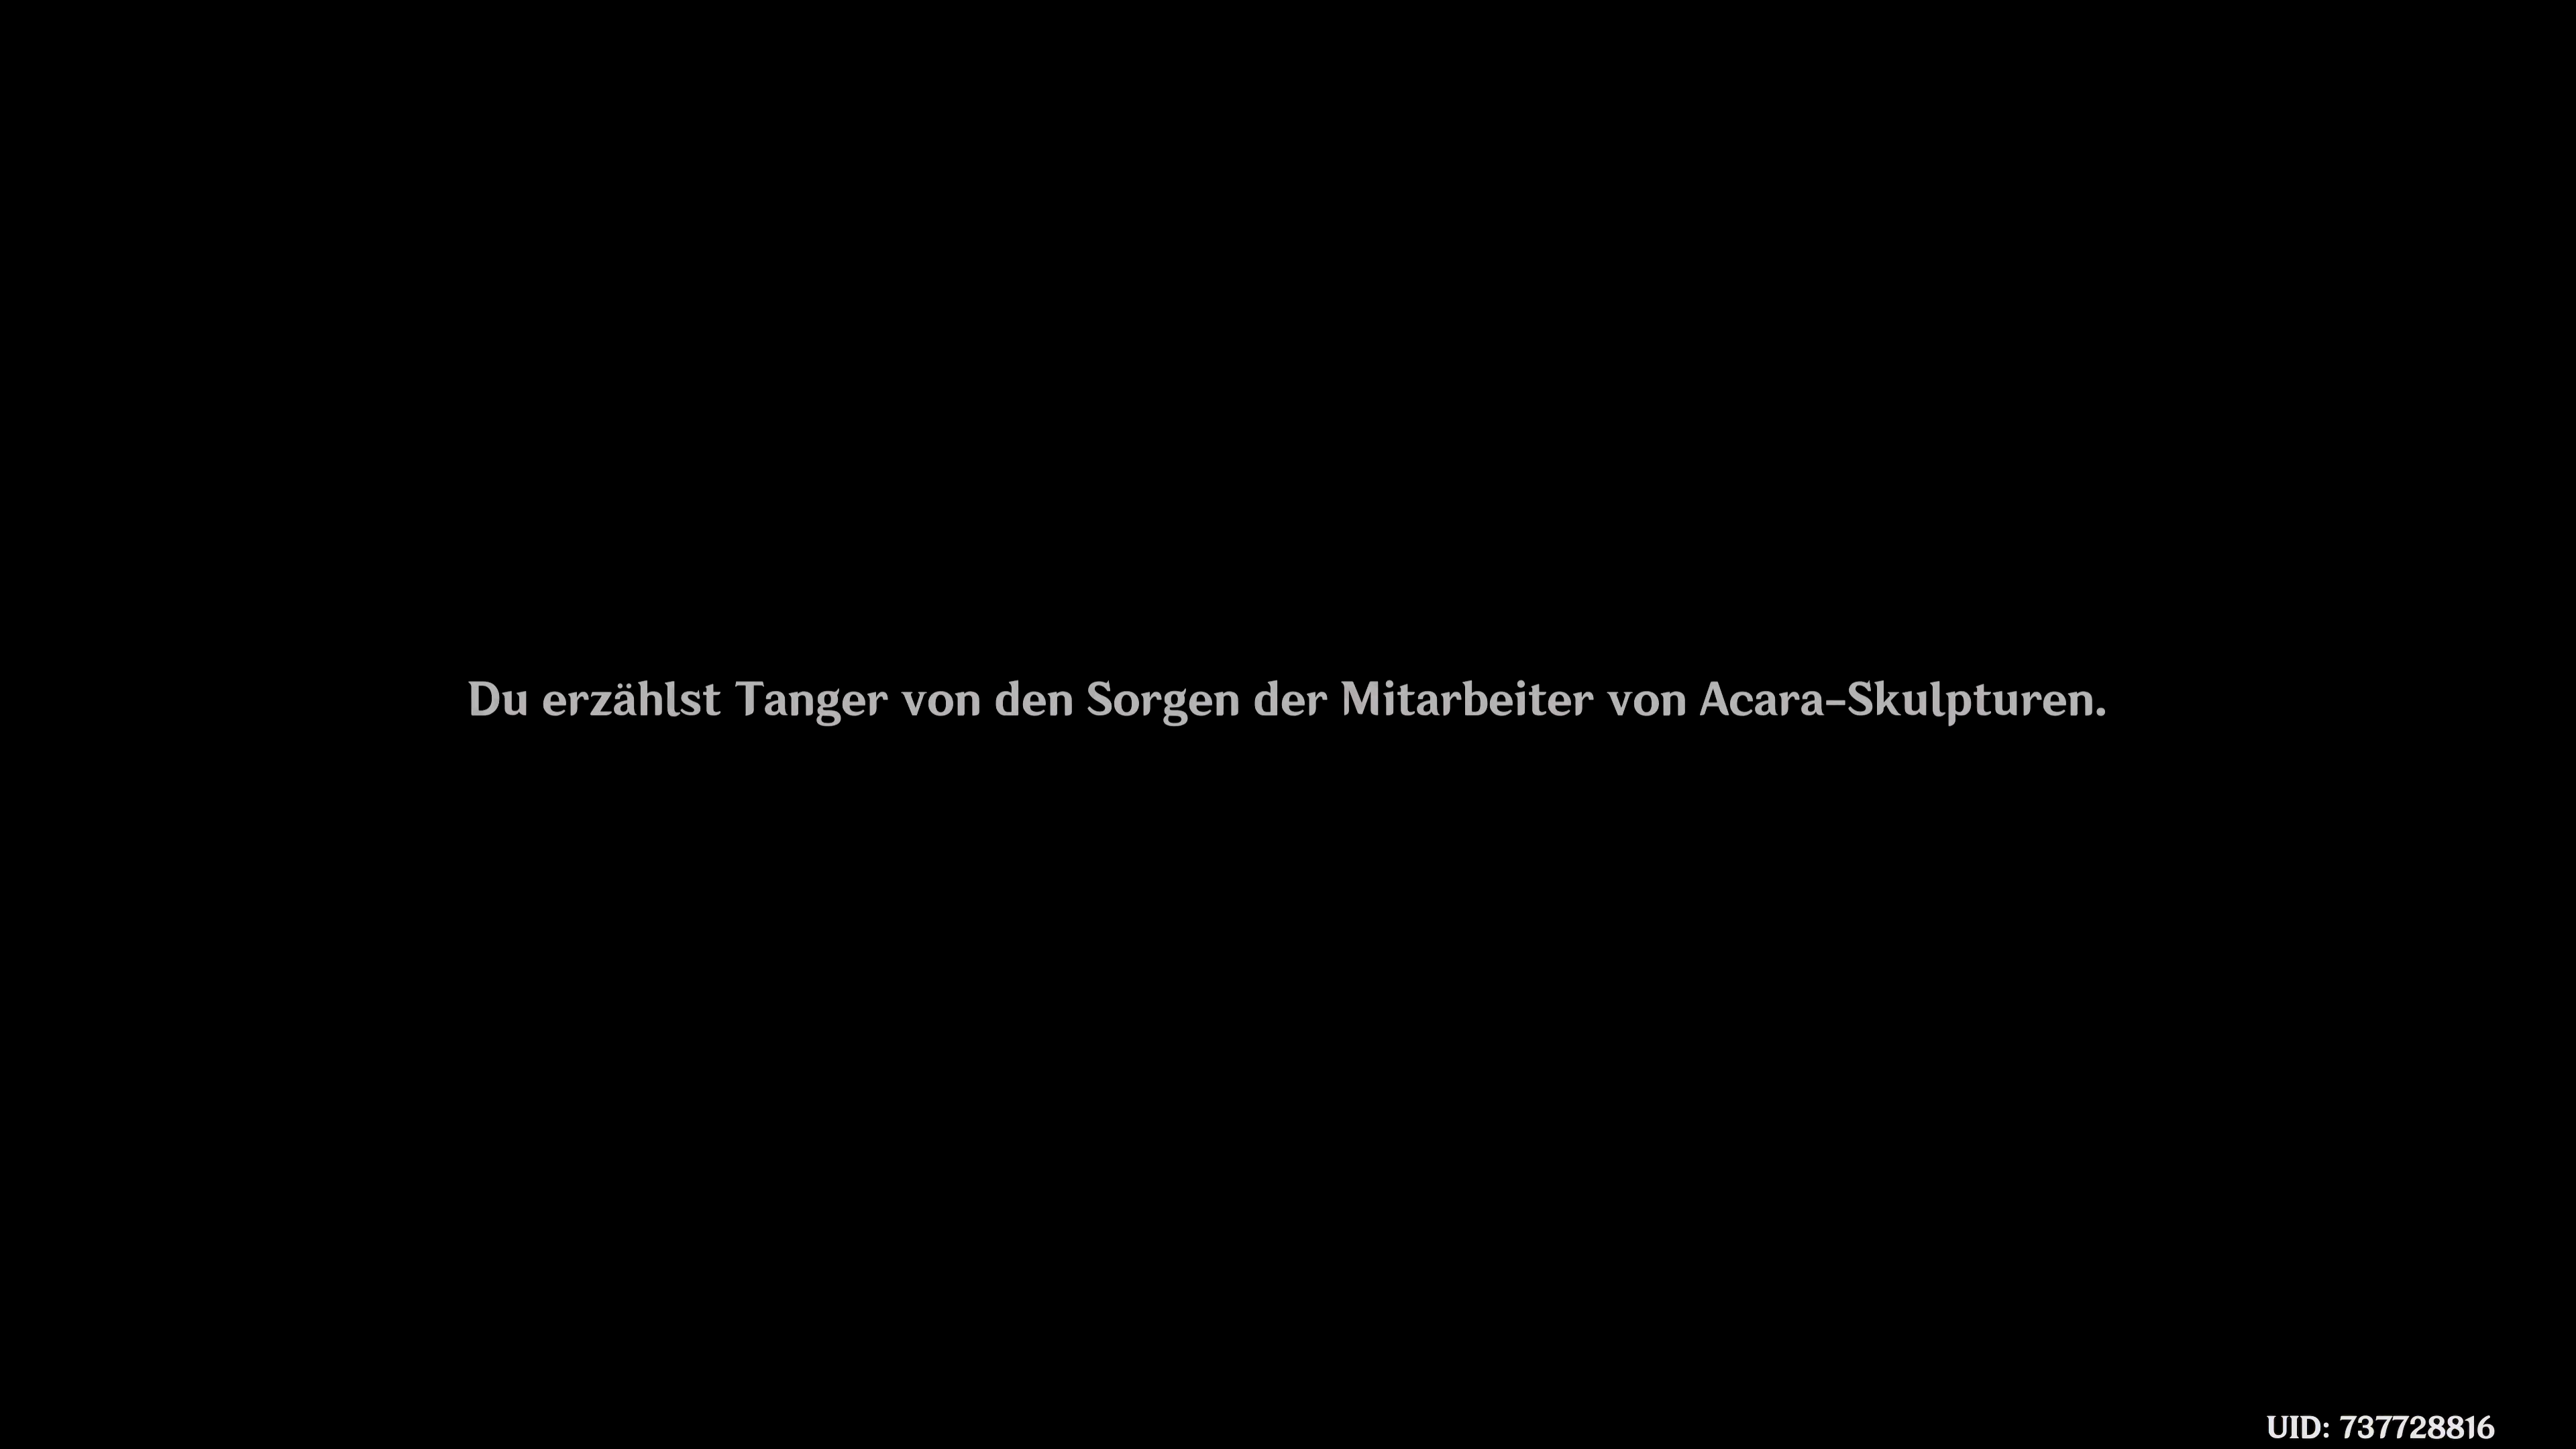 Du erzählst Tanger von den Sorgen der Mitarbeiter von Acara-Skulpturen.
UID: 737728816